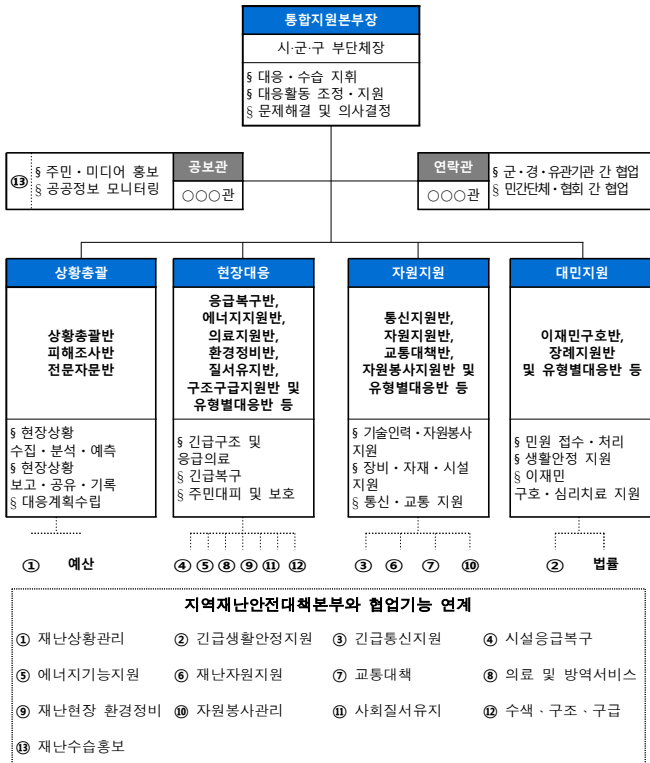 통합지원본부장
시·군·구 부단체장
§ 대응·수습 지휘
§ 대응활동 조정·지원
§ 문제해결 및 의사결정
⑬
§ 주민·미디어 홍보
§ 공공정보 모니터링
공보관
○○○관
연락관
○○○관
§ 군·경·유관기관 간 협업
§ 민간단체·협회 간 협업
상황총괄
상황총괄반
피해조사반
전문자문반
§ 현장상황
수집·분석·예측
§ 현장상황
보고·공유·기록
§ 대응계획수립
① 예산
현장대응
응급복구반,
에너지지원반,
의료지원반,
환경정비반,
질서유지반,
구조구급지원반 및
유형별대응반 등
§ 긴급구조 및
응급의료
§ 긴급복구
§ 주민대피 및 보호
④ ⑤ ⑧ ⑨ ⑪ ⑫
자원지원
통신지원반,
자원지원반,
교통대책반,
자원봉사지원반 및
유형별대응반 등
§ 기술인력·자원봉사
지원
§ 장비·자재·시설
지원
§ 통신·교통 지원
③ ⑥ ⑦ ⑩
대민지원
이재민구호반,
장례지원반
및 유형별대응반 등
§ 민원 접수·처리
§ 생활안정 지원
§ 이재민
구호·심리치료 지원
② 법률
지역재난안전대책본부와 협업기능 연계
① 재난상황관리 ② 긴급생활안정지원 ③ 긴급통신지원 ④ 시설응급복구
⑤ 에너지기능지원 ⑥ 재난자원지원 ⑦ 교통대책 ⑧ 의료 및 방역서비스
⑨ 재난현장 환경정비 ⑩ 자원봉사관리 ⑪ 사회질서유지 ⑫ 수색、구조、구급
⑬ 재난수습홍보